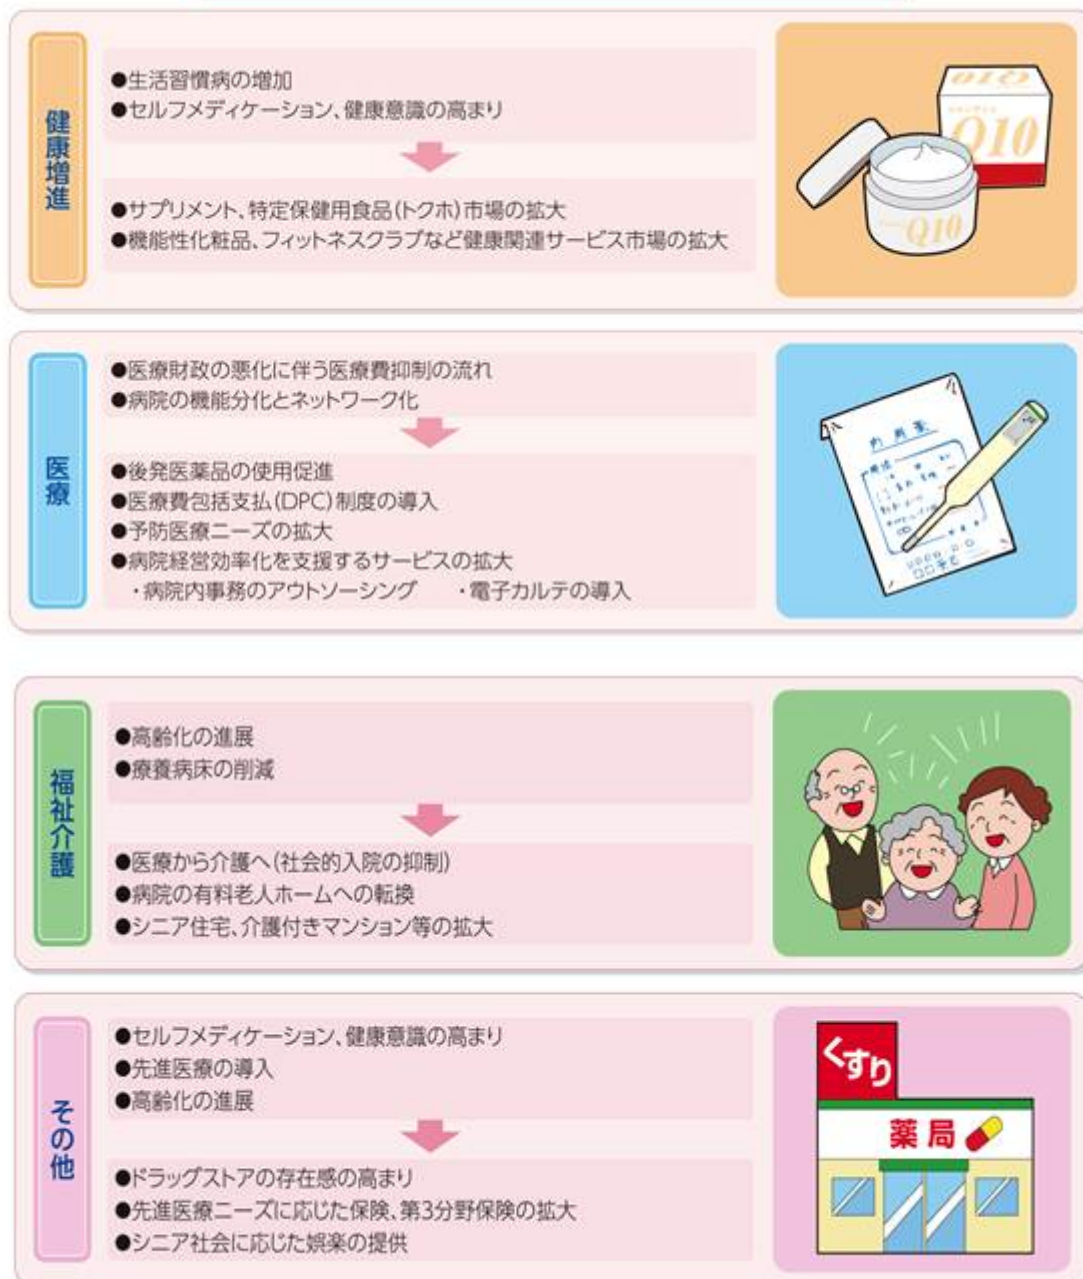 健康増進
●生活習慣病の増加
●セルフメディケーション、健康意識の高まり
●サプリメント、特定保健用食品(トクホ)市場の拡大
●機能性化粧品、フィットネスクラブなど健康関連サービス市場の拡大
Q10
Q10
Q10
医療
●医療財政の悪化に伴う医療費抑制の流れ
●病院の機能分化とネットワーク化
●後発医薬品の使用促進
●医療費包括支払(DPC)制度の導入
●予防医療ニーズの拡大
●病院経営効率化を支援するサービスの拡大
・病院内事務のアウトソーシング ・電子カルテの導入
内用薬
福祉介護
●高齢化の進展
●療養病床の削減
●医療から介護へ(社会的入院の抑制)
●病院の有料老人ホームへの転換
●シニア住宅、介護付きマンション等の拡大
その他
●セルフメディケーション、健康意識の高まり
●先進医療の導入
●高齢化の進展
●ドラッグストアの存在感の高まり
●先進医療ニーズに応じた保険、第3分野保険の拡大
●シニア社会に応じた娯楽の提供
くすり
薬局